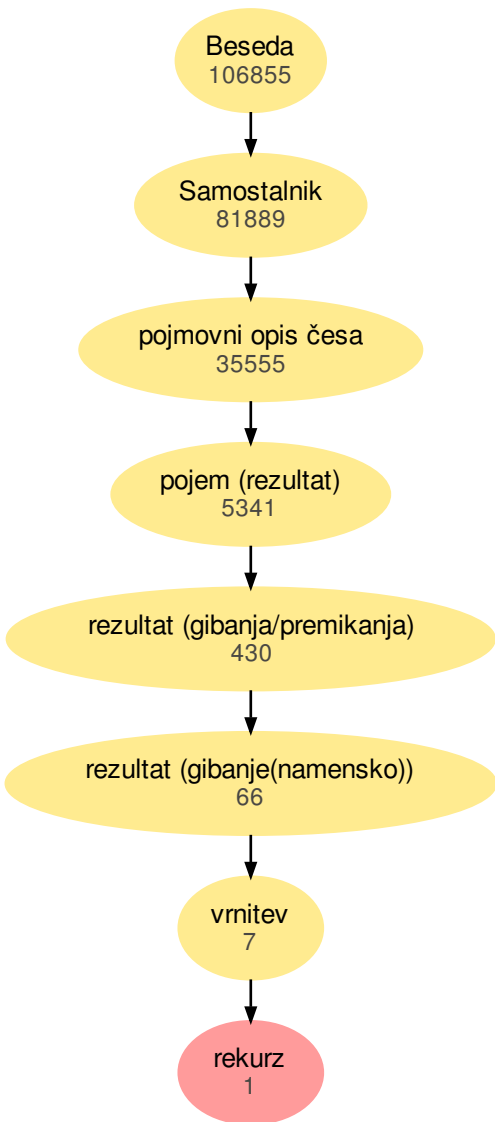 Beseda
106855
Samostalnik
81889
pojmovni opis česa
35555
pojem (rezultat)
5341
rezultat (gibanja/premikanja)
430
rezultat (gibanje(namensko))
66
vrnitev
7
rekurz
1